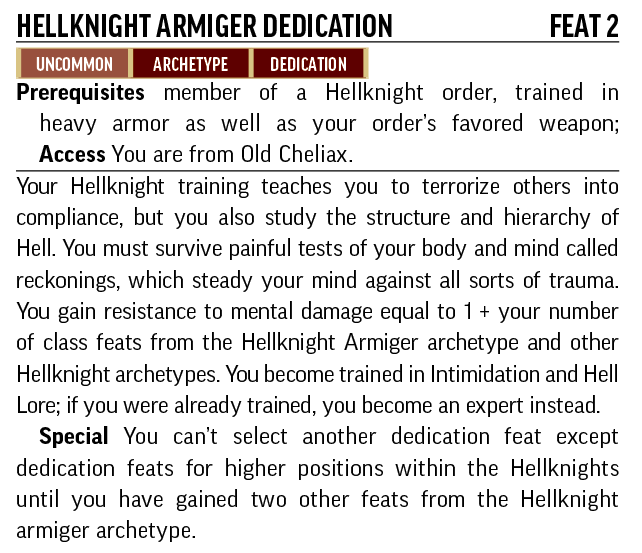 HELLKNIGHT ARMIGER DEDICATION FEAT 2
UNCOMMON ARCHETYPE DEDICATION
Prerequisites member of a Hellknight order, trained in
heavy armor as well as your order's favored weapon;
Access You are from Old Cheliax.
Your Hellknight training teaches you to terrorize others into
compliance, but you also study the structure and hierarchy of
Hell. You must survive painful tests of your body and mind called
reckonings, which steady your mind against all sorts of trauma.
You gain resistance to mental damage equal to 1 + your number
of class feats from the Hellknight Armiger archetype and other
Hellknight archetypes. You become trained in Intimidation and Hell
Lore; if you were already trained, you become an expert instead.
Special You can't select another dedication feat except
dedication feats for higher positions within the Hellknights
until you have gained two other feats from the Hellknight
armiger archetype.